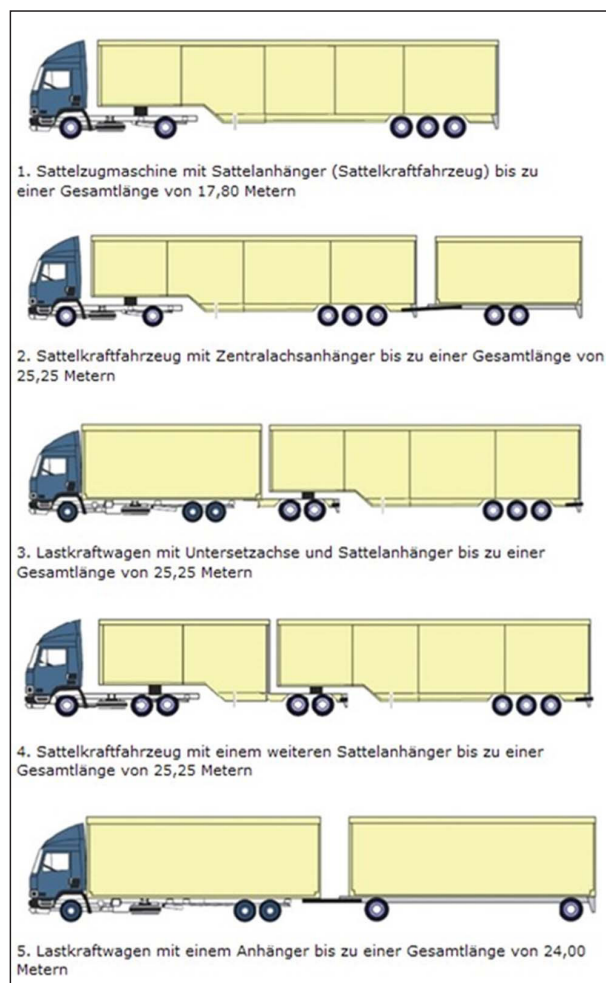 1. Sattelzugmaschine mit Sattelanhänger (Sattelkraftfahrzeug) bis zu
einer Gesamtlänge von 17,80 Metern
2. Sattelkraftfahrzeug mit Zentralachsanhänger bis zu einer Gesamtlänge von
25,25 Metern
3. Lastkraftwagen mit Untersetzachse und Sattelanhänger bis zu einer
Gesamtlänge von 25,25 Metern
4. Sattelkraftfahrzeug mit einem weiteren Sattelanhänger bis zu einer
Gesamtlänge von 25,25 Metern
5. Lastkraftwagen mit einem Anhänger bis zu einer Gesamtlänge von 24,00
Metern